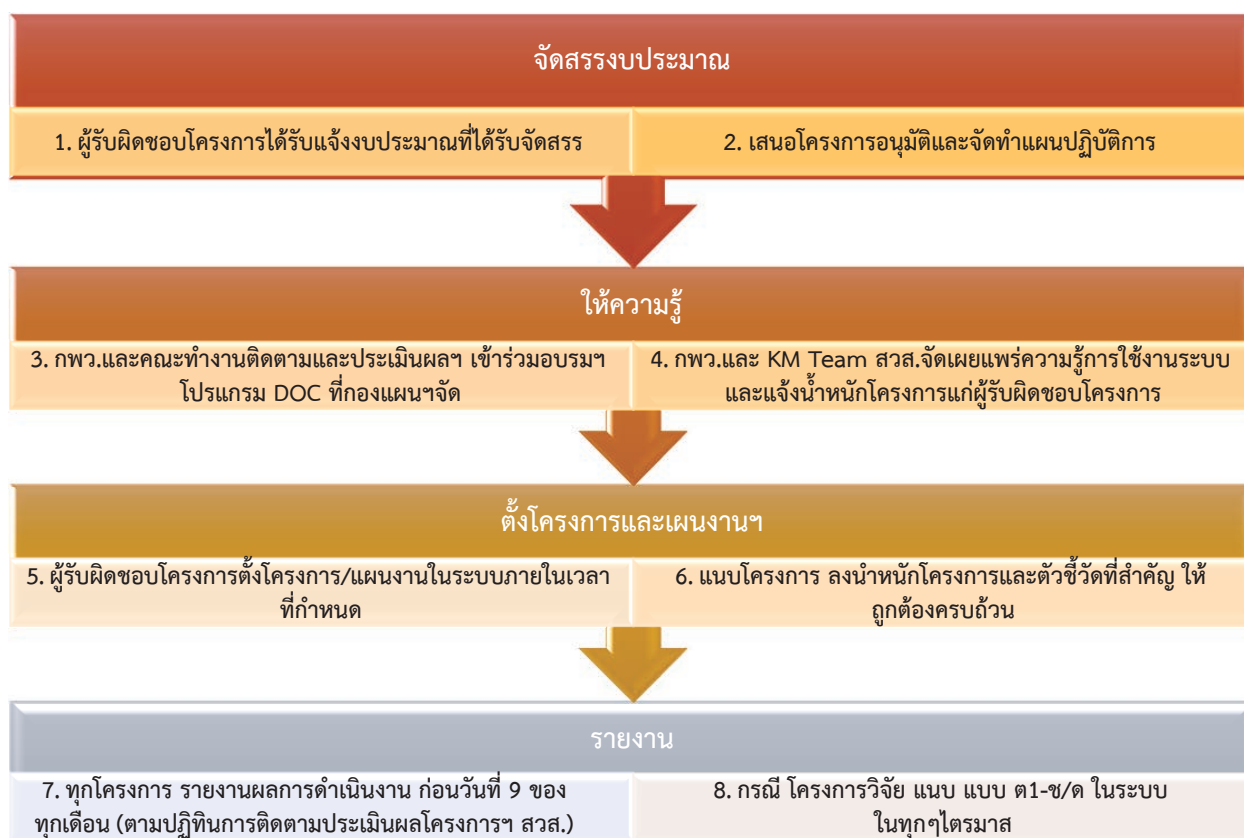 จัดสรรงบประมาณ
1. ผู้รับผิดชอบโครงการได้รับแจ้งงบประมาณที่ได้รับจัดสรร
2. เสนอโครงการอนุมัติและจัดทำแผนปฏิบัติการ
ให้ความรู้
3. กพว.และคณะทำงานติดตามและประเมินผลฯ เข้าร่วมอบรมฯ
โปรแกรม DOC ที่กองแผนฯจัด
4. กพว.และ KM Team สวส.จัดเผยแพร่ความรู้การใช้งานระบบ
และแจ้งน้ำหนักโครงการแก่ผู้รับผิดชอบโครงการ
ตั้งโครงการและเผนงานฯ
5. ผู้รับผิดชอบโครงการตั้งโครงการ/แผนงานในระบบภายในเวลา
ที่กำหนด
6. แนบโครงการ ลงนำหนักโครงการและตัวชี้วัดที่สำคัญ ให้
ถูกต้องครบถ้วน
รายงาน
7. ทุกโครงการ รายงานผลการดำเนินงาน ก่อนวันที่ 9 ของ
ทุกเดือน (ตามปฏิทินการติดตามประเมินผลโครงการฯ สวส.)
8. กรณี โครงการวิจัย แนบ แบบ ต1-ช/ด ในระบบ
ในทุกๆไตรมาส